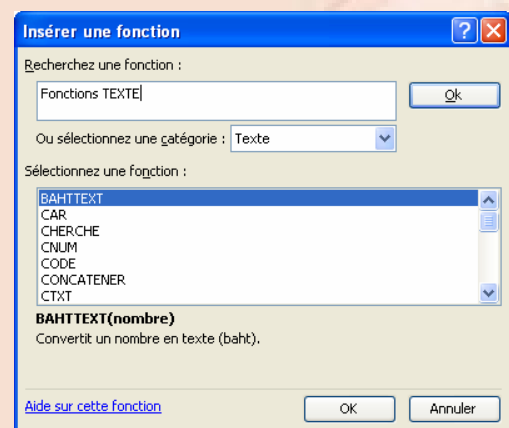 Insérer une fonction
Recherchez une fonction :
Fonctions TEXTE
Ok
Ou sélectionnez une catégorie : Texte
Sélectionnez une fonction :
BAHTTEXT
CAR
CHERCHE
CNUM
CODE
CONCATENER
CTXT
BAHTTEXT(nombre)
Convertit un nombre en texte (baht).
Aide sur cette fonction
OK
Annuler